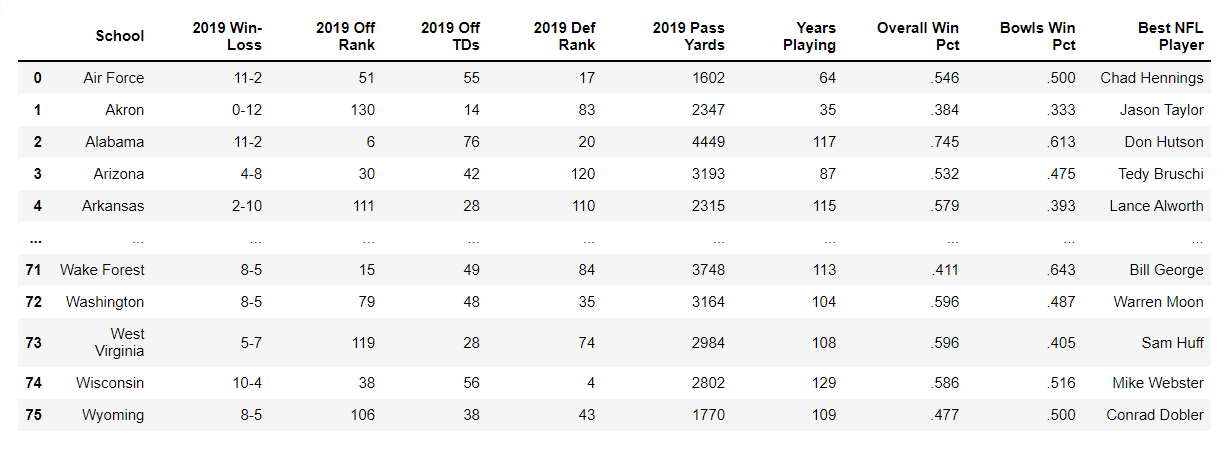 School 2019 Win-Loss 2019 Off Rank 2019 Off TDs 2019 Def Rank 2019 Pass Yards Years Playing Overall Win Pct Bowls Win Pct Best NFL Player
0 Air Force 11-2 51 55 17 1602 64 .546 .500 Chad Hennings
1 Akron 0-12 130 14 83 2347 35 .384 .333 Jason Taylor
2 Alabama 11-2 6 76 20 4449 117 .745 .613 Don Hutson
3 Arizona 4-8 30 42 120 3193 87 .532 .475 Tedy Bruschi
4 Arkansas 2-10 111 28 110 2315 115 .579 .393 Lance Alworth
... ... ... ... ... ... ... ... ... ... ...
71 Wake Forest 8-5 15 49 84 3748 113 .411 .643 Bill George
72 Washington 8-5 79 48 35 3164 104 .596 .487 Warren Moon
73 West Virginia 5-7 119 28 74 2984 108 .596 .405 Sam Huff
74 Wisconsin 10-4 38 56 4 2802 129 .586 .516 Mike Webster
75 Wyoming 8-5 106 38 43 1770 109 .477 .500 Conrad Dobler